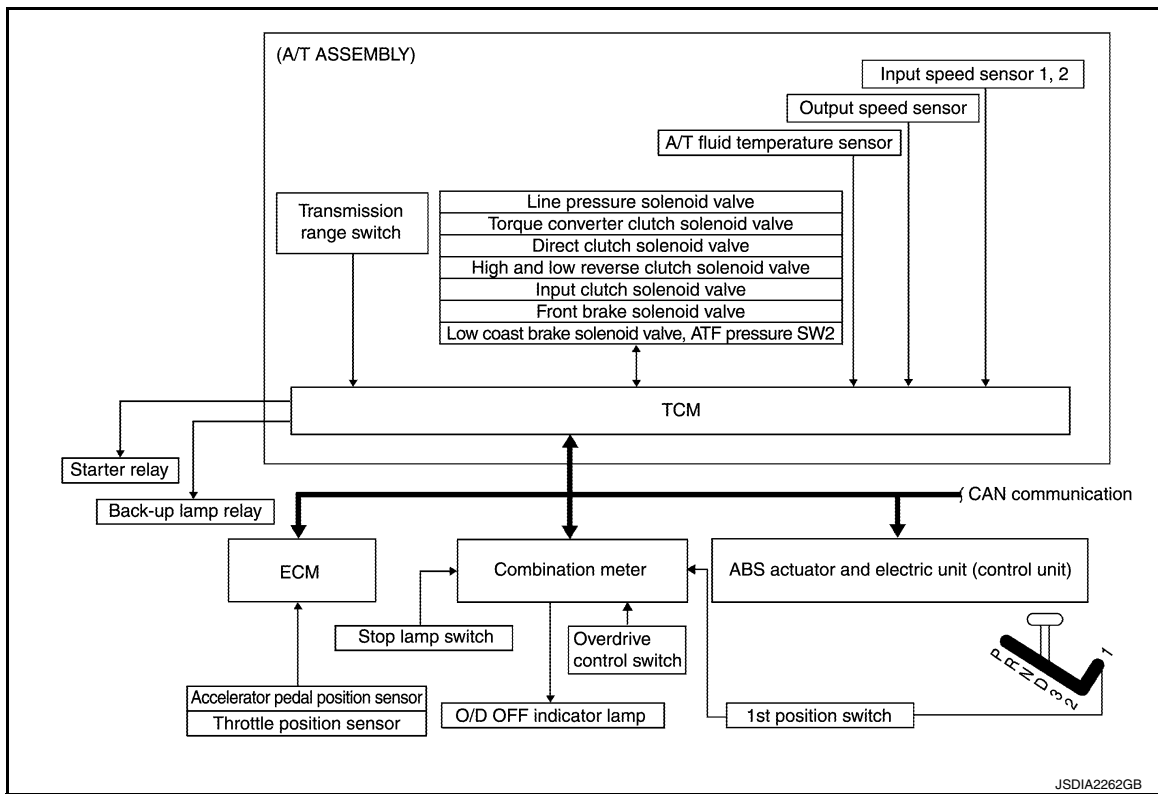 (A/T ASSEMBLY)
Input speed sensor 1, 2
Output speed sensor
A/T fluid temperature sensor
Transmission
range switch
Line pressure solenoid valve
Torque converter clutch solenoid valve
Direct clutch solenoid valve
High and low reverse clutch solenoid valve
Input clutch solenoid valve
Front brake solenoid valve
Low coast brake solenoid valve, ATF pressure SW2
TCM
Starter relay
Back-up lamp relay
CAN communication
ECM
Combination meter
ABS actuator and electric unit (control unit)
Stop lamp switch
Overdrive
control switch
P R N D 3 2 1
Accelerator pedal position sensor
Throttle position sensor
O/D OFF indicator lamp
1st position switch
JSDIA2262GB